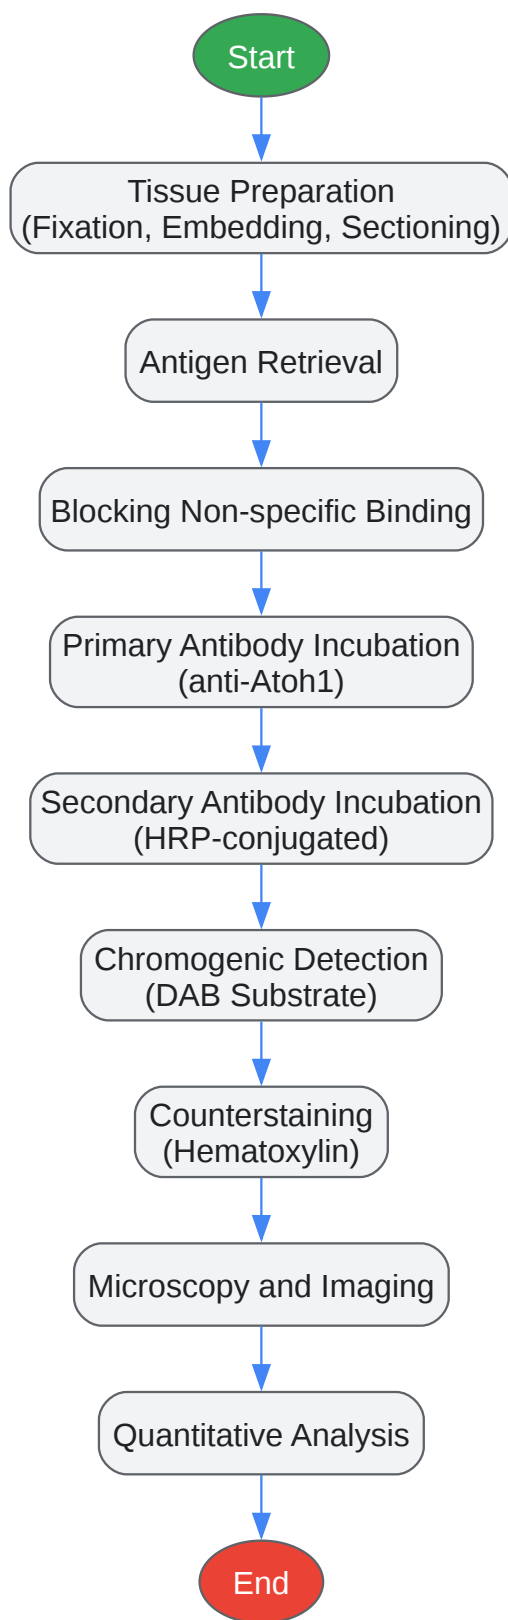 Start
Tissue Preparation
(Fixation, Embedding, Sectioning)
Antigen Retrieval
Blocking Non-specific Binding
Primary Antibody Incubation
(anti-Atoh1)
Secondary Antibody Incubation
(HRP-conjugated)
Chromogenic Detection
(DAB Substrate)
Counterstaining
(Hematoxylin)
Microscopy and Imaging
Quantitative Analysis
End